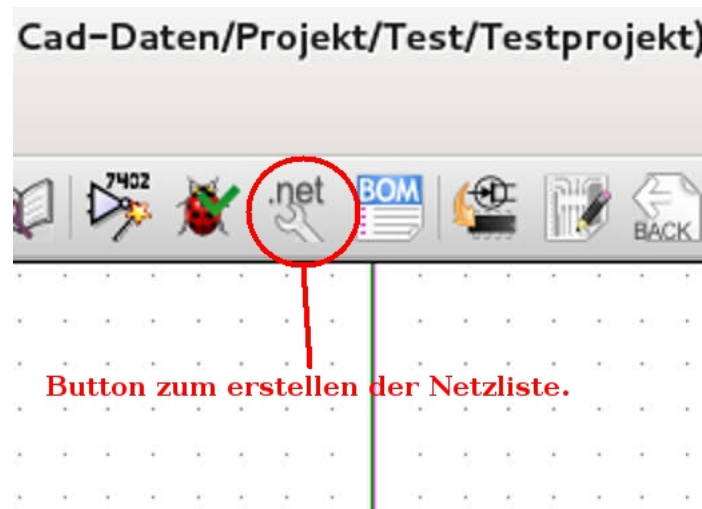 Cad-Daten/Projekt/Test/Testprojekt)
7402
.net
BOM
BACK
Button zum erstellen der Netzliste.